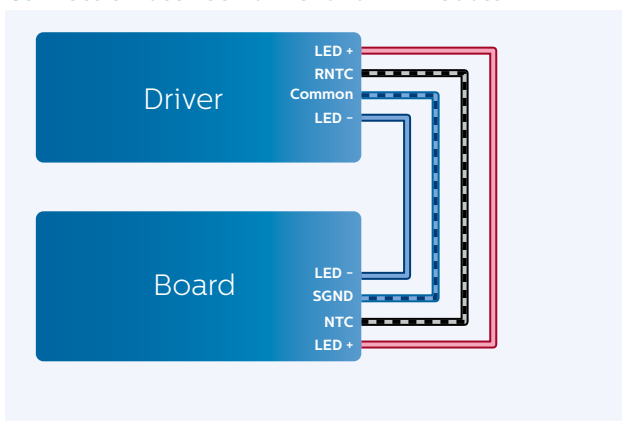 LED +
RNTC
Driver
Common
LED –
LED –
Board
SGND
NTC
LED +